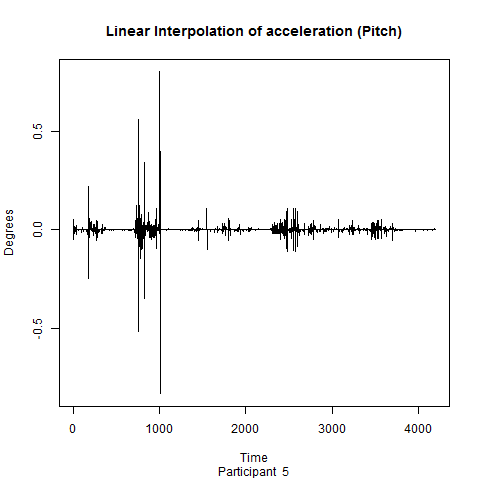 Linear Interpolation of acceleration (Pitch)
Degrees
0.5
0.0
-0.5
0 1000 2000 3000 4000
Time
Participant 5